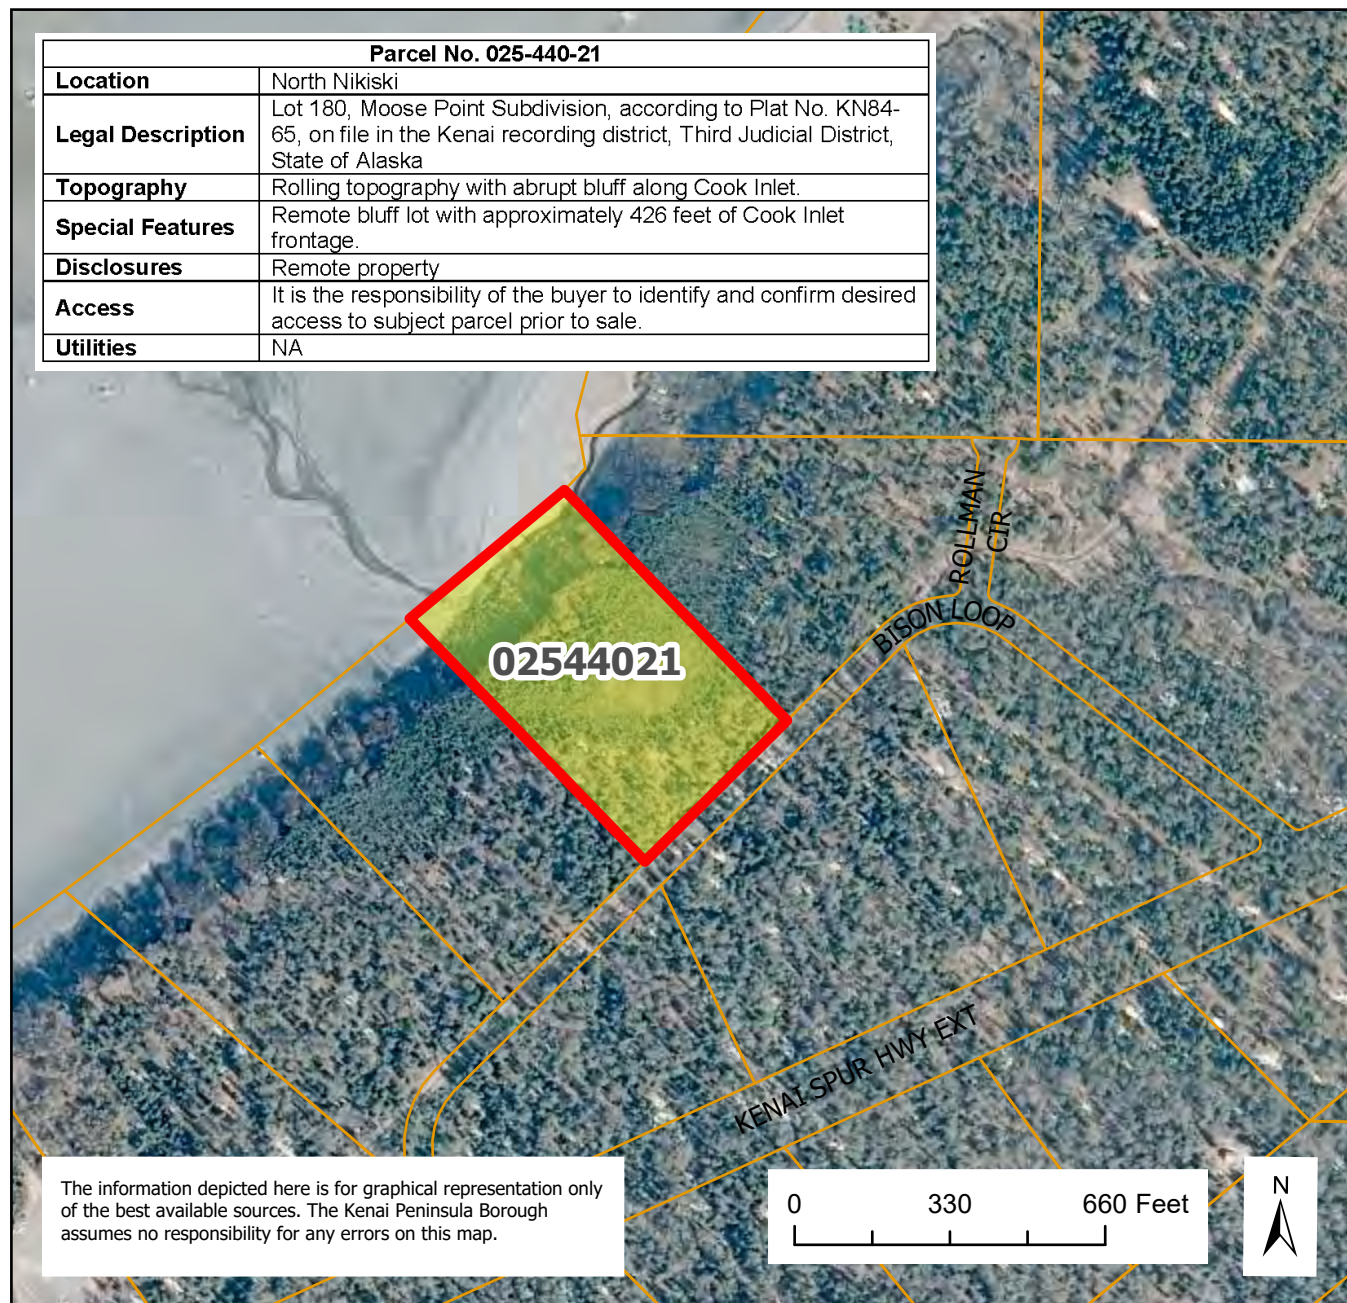 Parcel No. 025-440-21
Location North Nikiski
Legal Description Lot 180, Moose Point Subdivision, according to Plat No. KN84-
65, on file in the Kenai recording district, Third Judicial District,
State of Alaska
Topography Rolling topography with abrupt bluff along Cook Inlet.
Special Features Remote bluff lot with approximately 426 feet of Cook Inlet
frontage.
Disclosures Remote property
Access It is the responsibility of the buyer to identify and confirm desired
access to subject parcel prior to sale.
Utilities NA
ROLLMAN
CIR
BISON LOOP
02544021
KENAI SPUR HWY EXT
The information depicted here is for graphical representation only
of the best available sources. The Kenai Peninsula Borough
assumes no responsibility for any errors on this map.
0 330 660 Feet
N